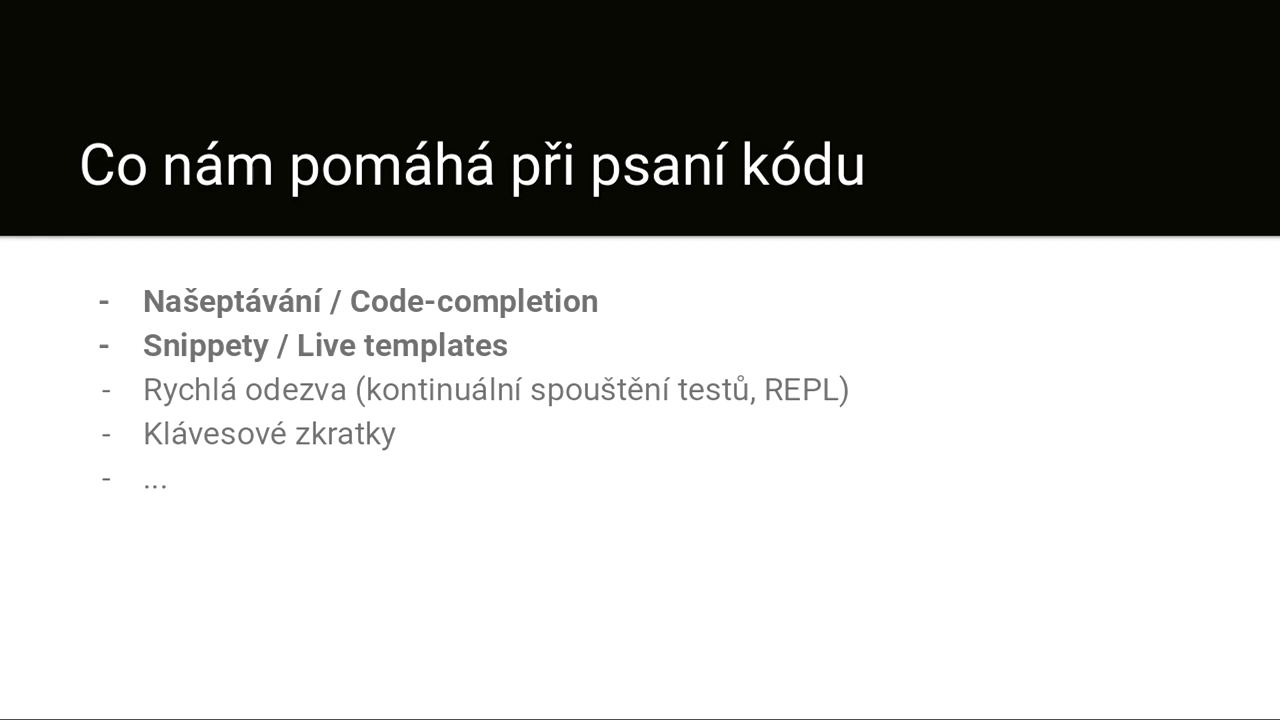 Co nám pomáhá při psaní kódu
- Našeptávání / Code-completion
- Snippety / Live templates
- Rychlá odezva (kontinuální spouštění testů, REPL)
- Klávesové zkratky
- ...